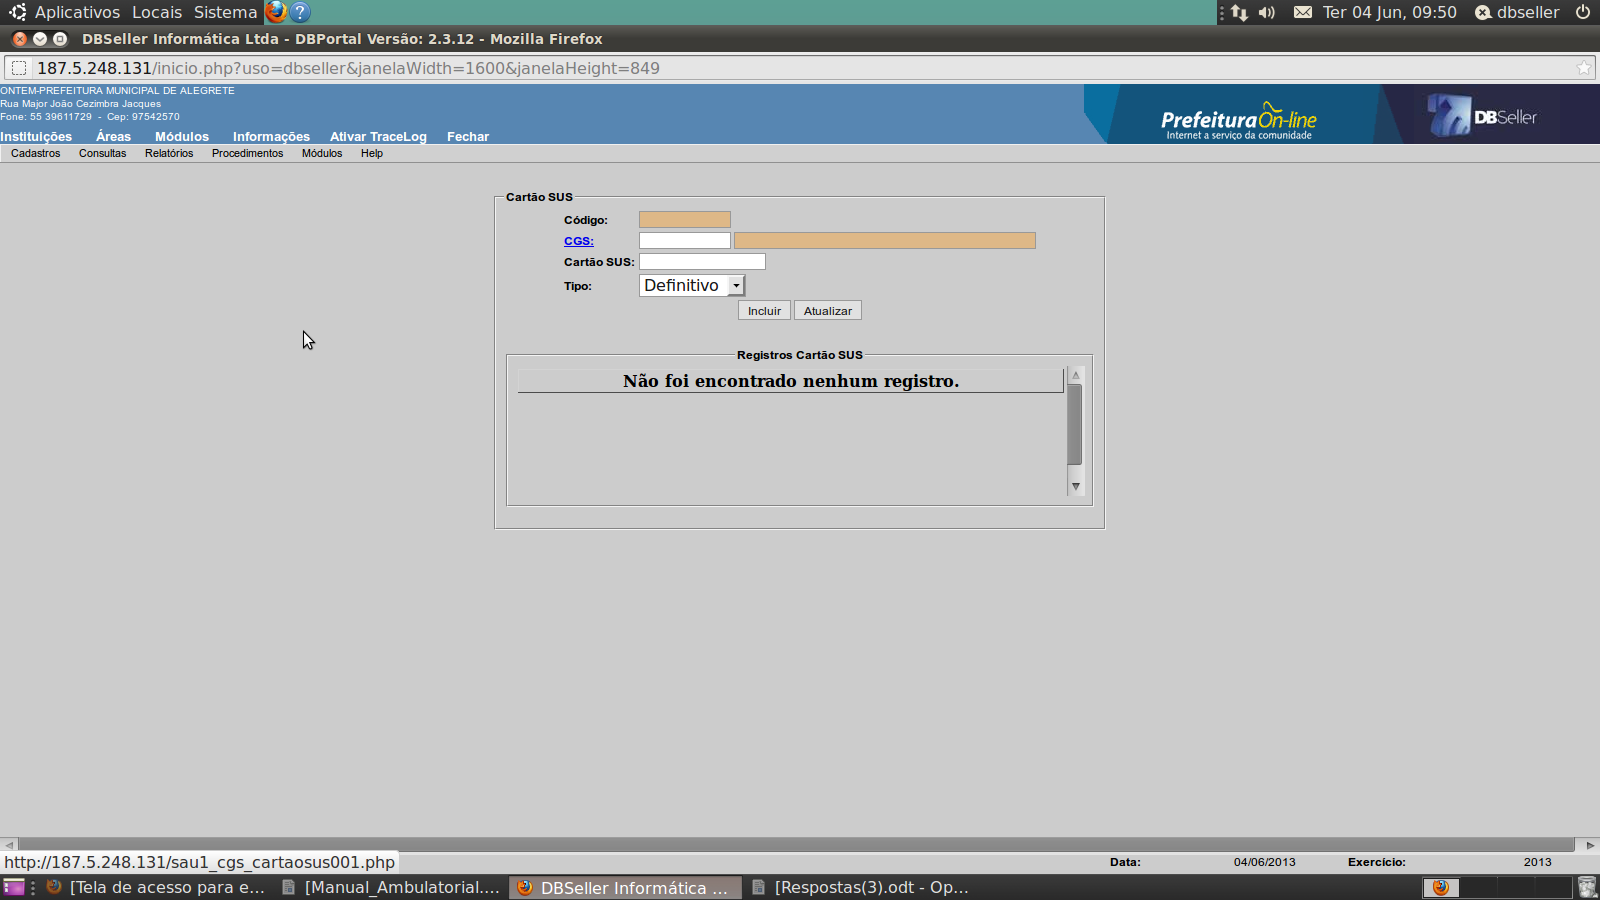 Aplicativos Locais Sistema Ter 04 Jun, 09:50 dbseller
DBSeller Informática Ltda - DBPortal Versão: 2.3.12 - Mozilla Firefox
187.5.248.131/inicio.php?uso=dbseller&janelaWidth=1600&janelaHeight=849
ONTEM-PREFEITURA MUNICIPAL DE ALEGRETE
Rua Major João Cezimbra Jacques
Fone: 55 39611729 - Cep: 97542570
Prefeitura On-line
Internet a serviço da comunidade
DBSeller
Instituições Áreas Módulos Informações Ativar TraceLog Fechar
Cadastros Consultas Relatórios Procedimentos Módulos Help
Cartão SUS
Código:
CGS:
Cartão SUS:
Tipo: Definitivo
Incluir Atualizar
Registros Cartão SUS
Não foi encontrado nenhum registro.
http://187.5.248.131/sau1_cgs_cartaosus001.php Data: 04/06/2013 Exercício: 2013
[Tela de acesso para e... [Manual_Ambulatorial.... DBSeller Informática ... [Respostas(3).odt - Op...